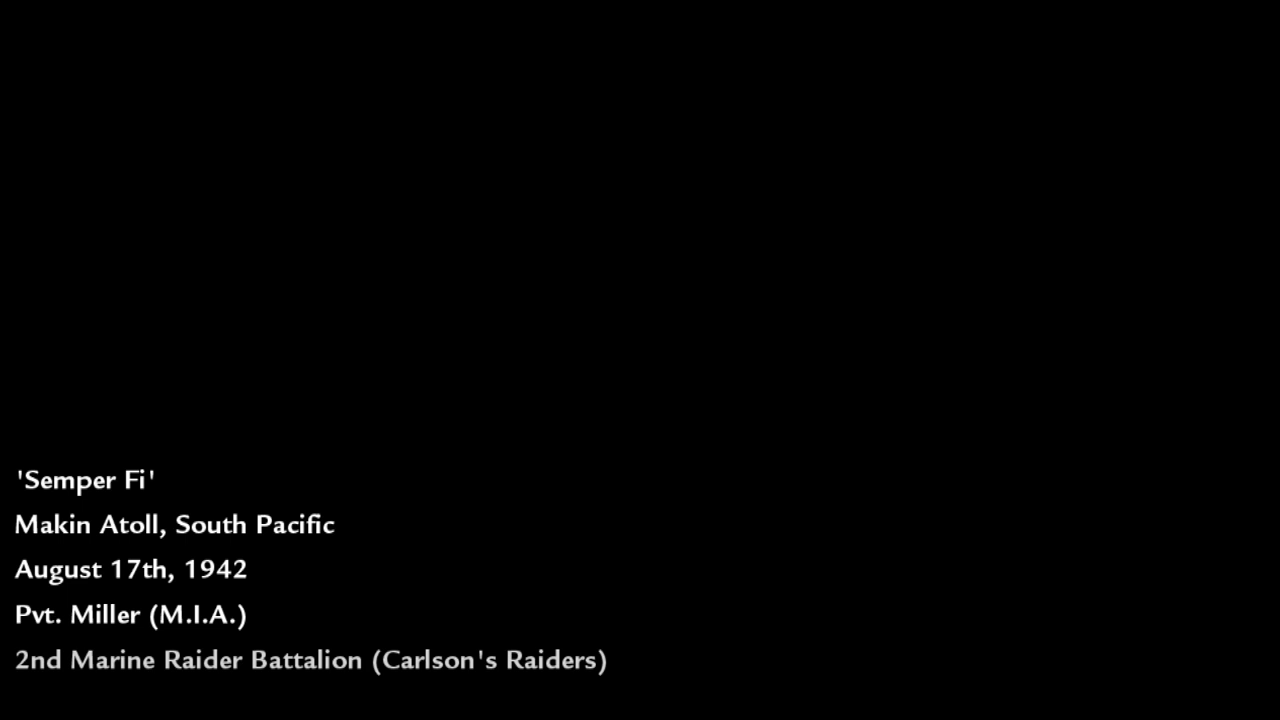 'Semper Fi'
Makin Atoll, South Pacific
August 17th, 1942
Pvt. Miller (M.I.A.)
2nd Marine Raider Battalion (Carlson's Raiders)